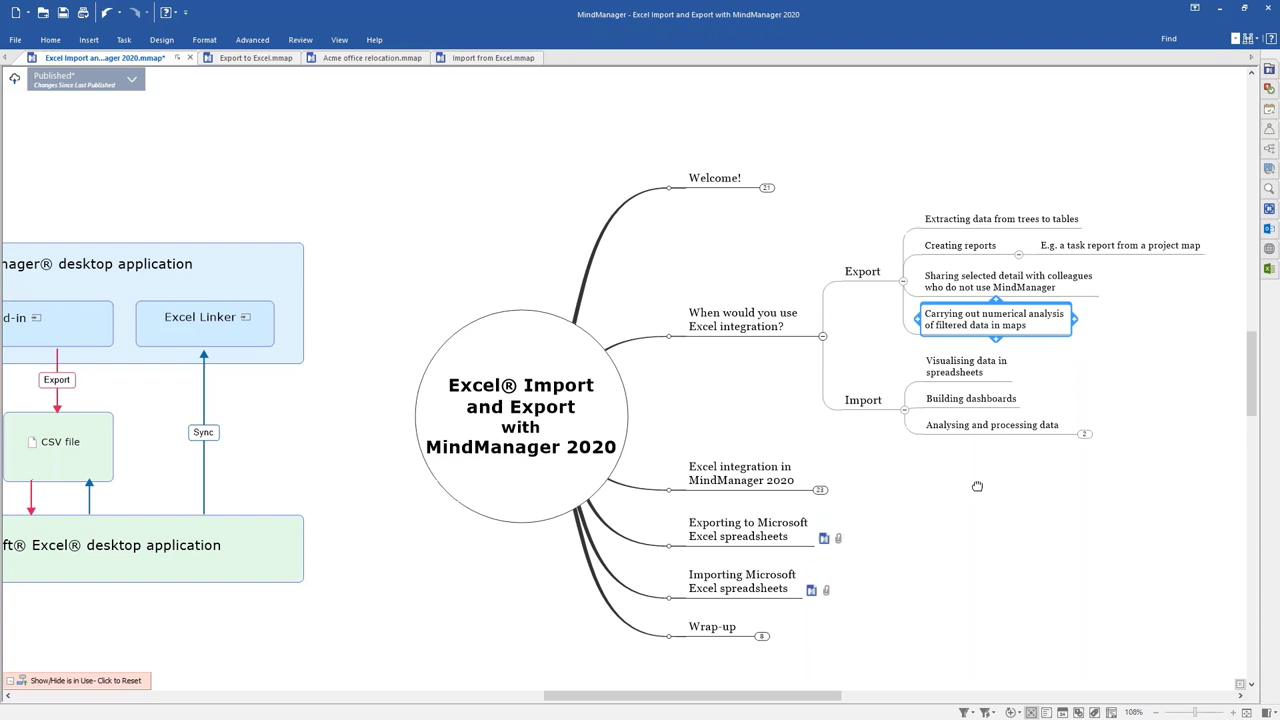 MindManager - Excel Import and Export with MindManager 2020
File Home Insert Task Design Format Advanced Review View Help
Find
Excel Import an...ager 2020.mmap*
Export to Excel.mmap
Acme office relocation.mmap
Import from Excel.mmap
Published*
Changes Since Last Published
nager® desktop application
d-in
Excel Linker
Export
CSV file
Sync
ft® Excel® desktop application
Excel® Import
and Export
with
MindManager 2020
Welcome!
21
When would you use
Excel integration?
Export
Extracting data from trees to tables
Creating reports
E.g. a task report from a project map
Sharing selected detail with colleagues
who do not use MindManager
Carrying out numerical analysis
of filtered data in maps
Import
Visualising data in
spreadsheets
Building dashboards
Analysing and processing data
2
Excel integration in
MindManager 2020
23
Exporting to Microsoft
Excel spreadsheets
Importing Microsoft
Excel spreadsheets
Wrap-up
8
Show/Hide is in Use- Click to Reset
108%